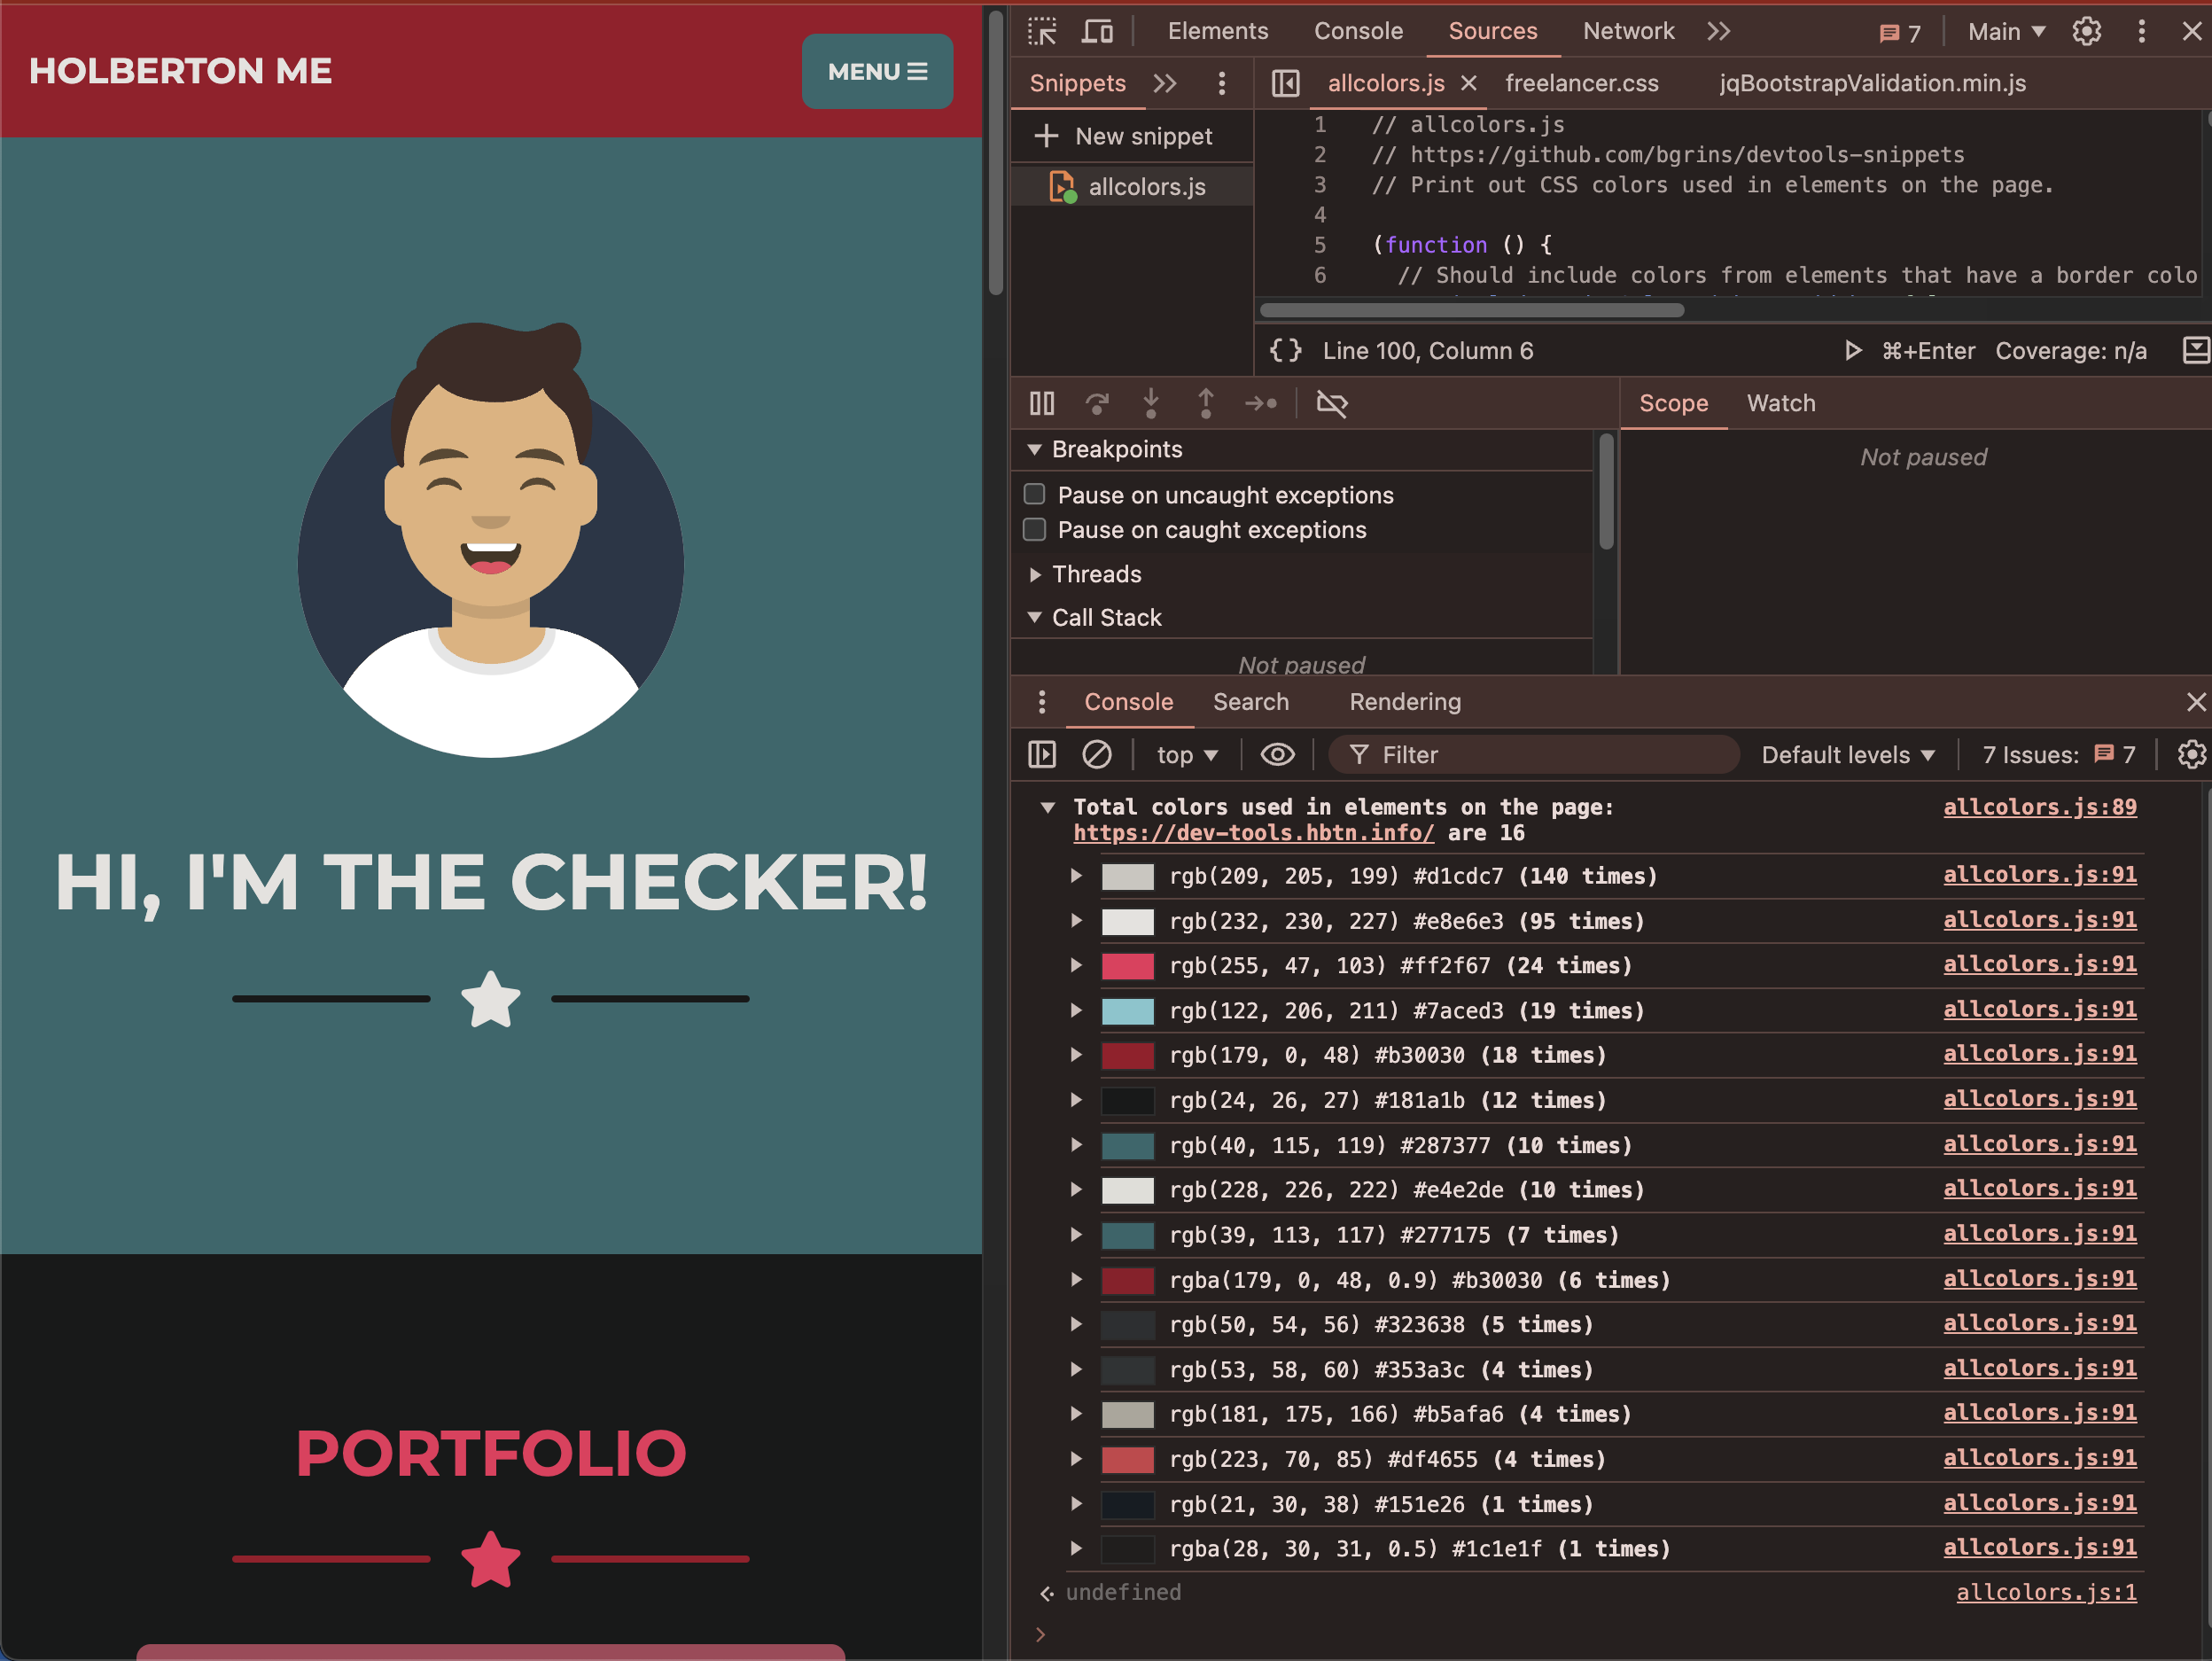 HOLBERTON ME
MENU
HI, I'M THE CHECKER!
PORTFOLIO
Elements Console Sources Network 7 Main
Snippets
allcolors.js freelancer.css jqBootstrapValidation.min.js
New snippet
allcolors.js
1 // allcolors.js
2 // https://github.com/bgrins/devtools-snippets
3 // Print out CSS colors used in elements on the page.
4
5 (function () {
6 // Should include colors from elements that have a border colo
{} Line 100, Column 6 ⌘+Enter Coverage: n/a
Breakpoints
Pause on uncaught exceptions
Pause on caught exceptions
Threads
Call Stack
Not paused
Scope Watch
Not paused
Console Search Rendering
top Filter Default levels 7 Issues: 7
Total colors used in elements on the page: allcolors.js:89
https://dev-tools.hbtn.info/ are 16
rgb(209, 205, 199) #d1cdc7 (140 times) allcolors.js:91
rgb(232, 230, 227) #e8e6e3 (95 times) allcolors.js:91
rgb(255, 47, 103) #ff2f67 (24 times) allcolors.js:91
rgb(122, 206, 211) #7aced3 (19 times) allcolors.js:91
rgb(179, 0, 48) #b30030 (18 times) allcolors.js:91
rgb(24, 26, 27) #181a1b (12 times) allcolors.js:91
rgb(40, 115, 119) #287377 (10 times) allcolors.js:91
rgb(228, 226, 222) #e4e2de (10 times) allcolors.js:91
rgb(39, 113, 117) #277175 (7 times) allcolors.js:91
rgba(179, 0, 48, 0.9) #b30030 (6 times) allcolors.js:91
rgb(50, 54, 56) #323638 (5 times) allcolors.js:91
rgb(53, 58, 60) #353a3c (4 times) allcolors.js:91
rgb(181, 175, 166) #b5afa6 (4 times) allcolors.js:91
rgb(223, 70, 85) #df4655 (4 times) allcolors.js:91
rgb(21, 30, 38) #151e26 (1 times) allcolors.js:91
rgba(28, 30, 31, 0.5) #1c1e1f (1 times) allcolors.js:91
undefined allcolors.js:1